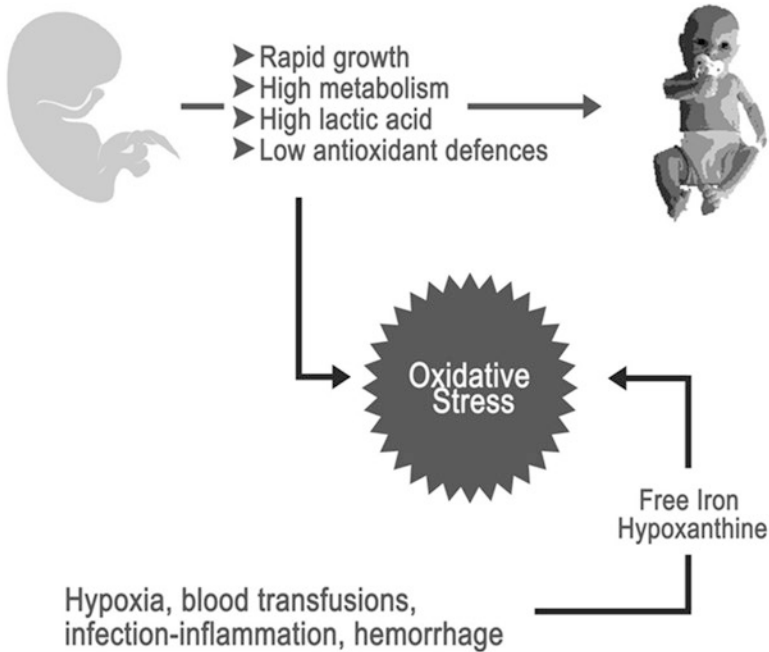 Rapid growth
High metabolism
High lactic acid
Low antioxidant defences
Oxidative
Stress
Free Iron
Hypoxanthine
Hypoxia, blood transfusions,
infection-inflammation, hemorrhage